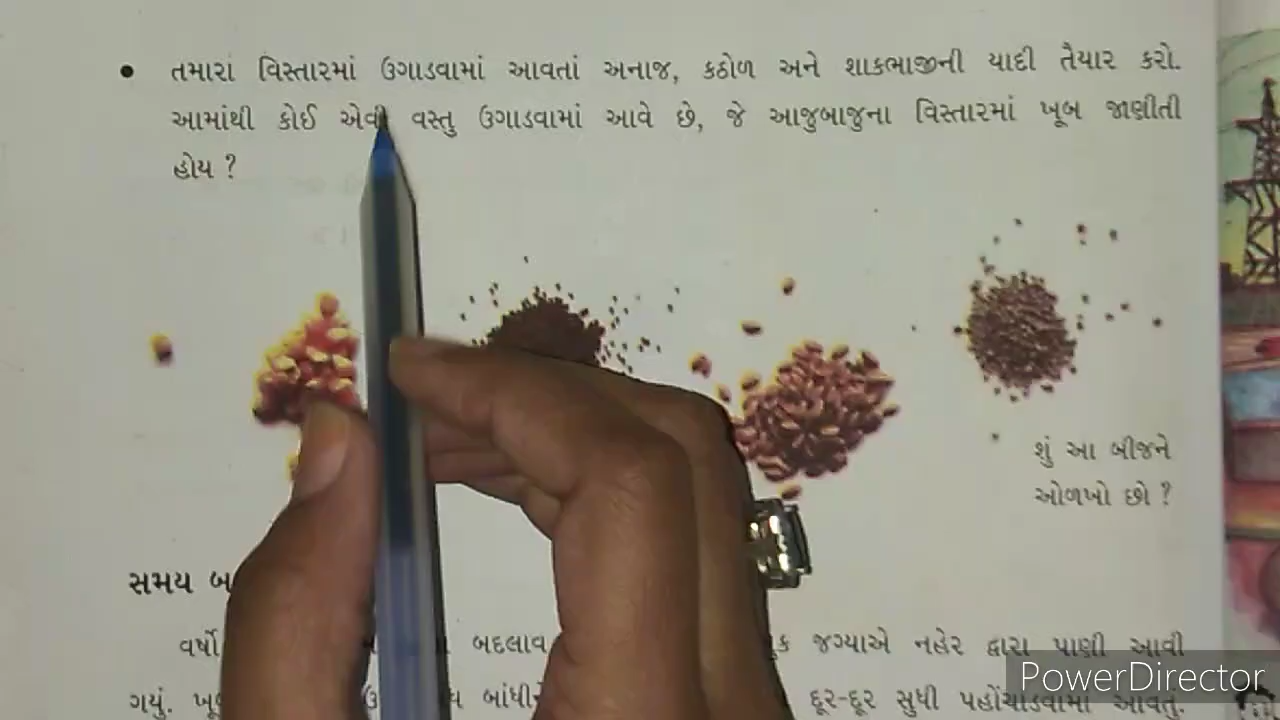 • તમારાં વિસ્તારમાં ઉગાડવામાં આવતાં અનાજ, કઠોળ અને શાકભાજીની યાદી તૈયાર કરો.
આમાંથી કોઈ એવી વસ્તુ ઉગાડવામાં આવે છે, જે આજુબાજુના વિસ્તારમાં ખૂબ જાણીતી
હોય ?
શું આ બીજને
ઓળખો છો ?
સમય
વર્ષો બદલાવ જગ્યાએ નહેર દ્વારા પાણી આવી
ગયું. બાંધીને દૂર-દૂર સુધી પહોંચાડવામાં આવતું.
PowerDirector